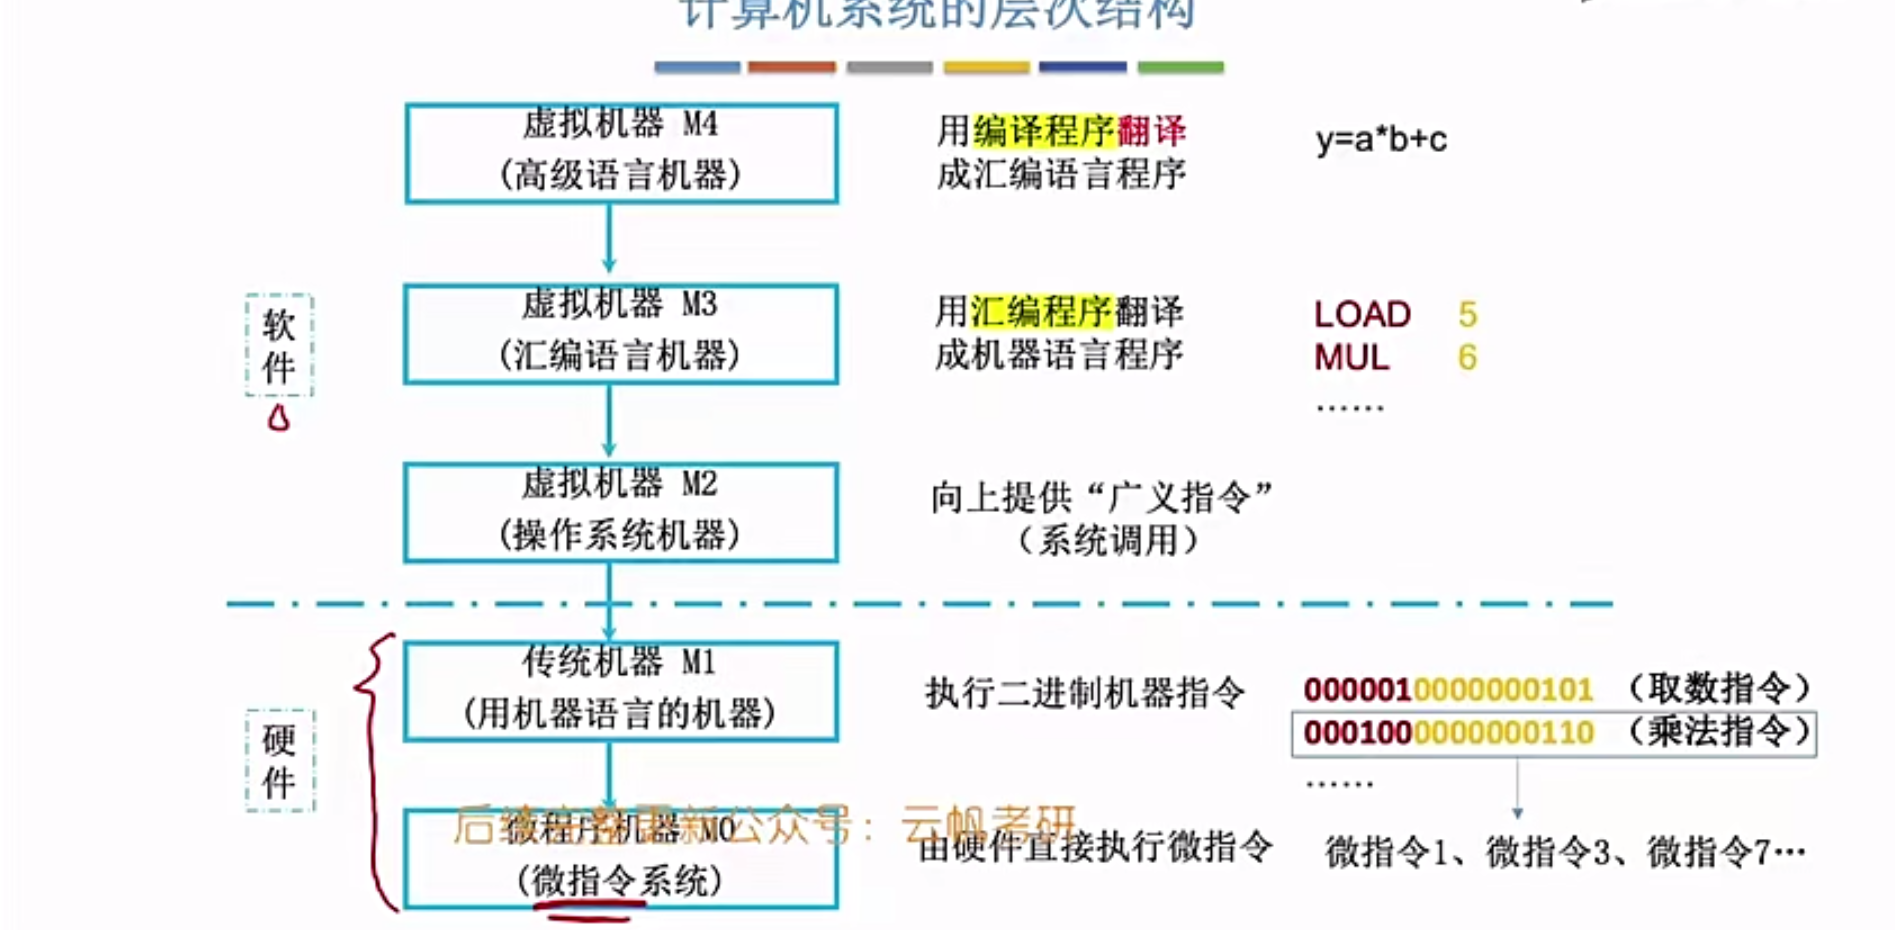 计算机系统的层次结构
虚拟机器 M4
(高级语言机器)
用编译程序翻译
成汇编语言程序
y=a*b+c
软件
虚拟机器 M3
(汇编语言机器)
用汇编程序翻译
成机器语言程序
LOAD 5
MUL 6
……
虚拟机器 M2
(操作系统机器)
向上提供“广义指令”
（系统调用）
硬件
传统机器 M1
(用机器语言的机器)
执行二进制机器指令
0000010000000101 （取数指令）
0001000000000110 （乘法指令）
……
微程序机器 M0
(微指令系统)
由硬件直接执行微指令
微指令1、微指令3、微指令7…
更新公众号：云帆考研